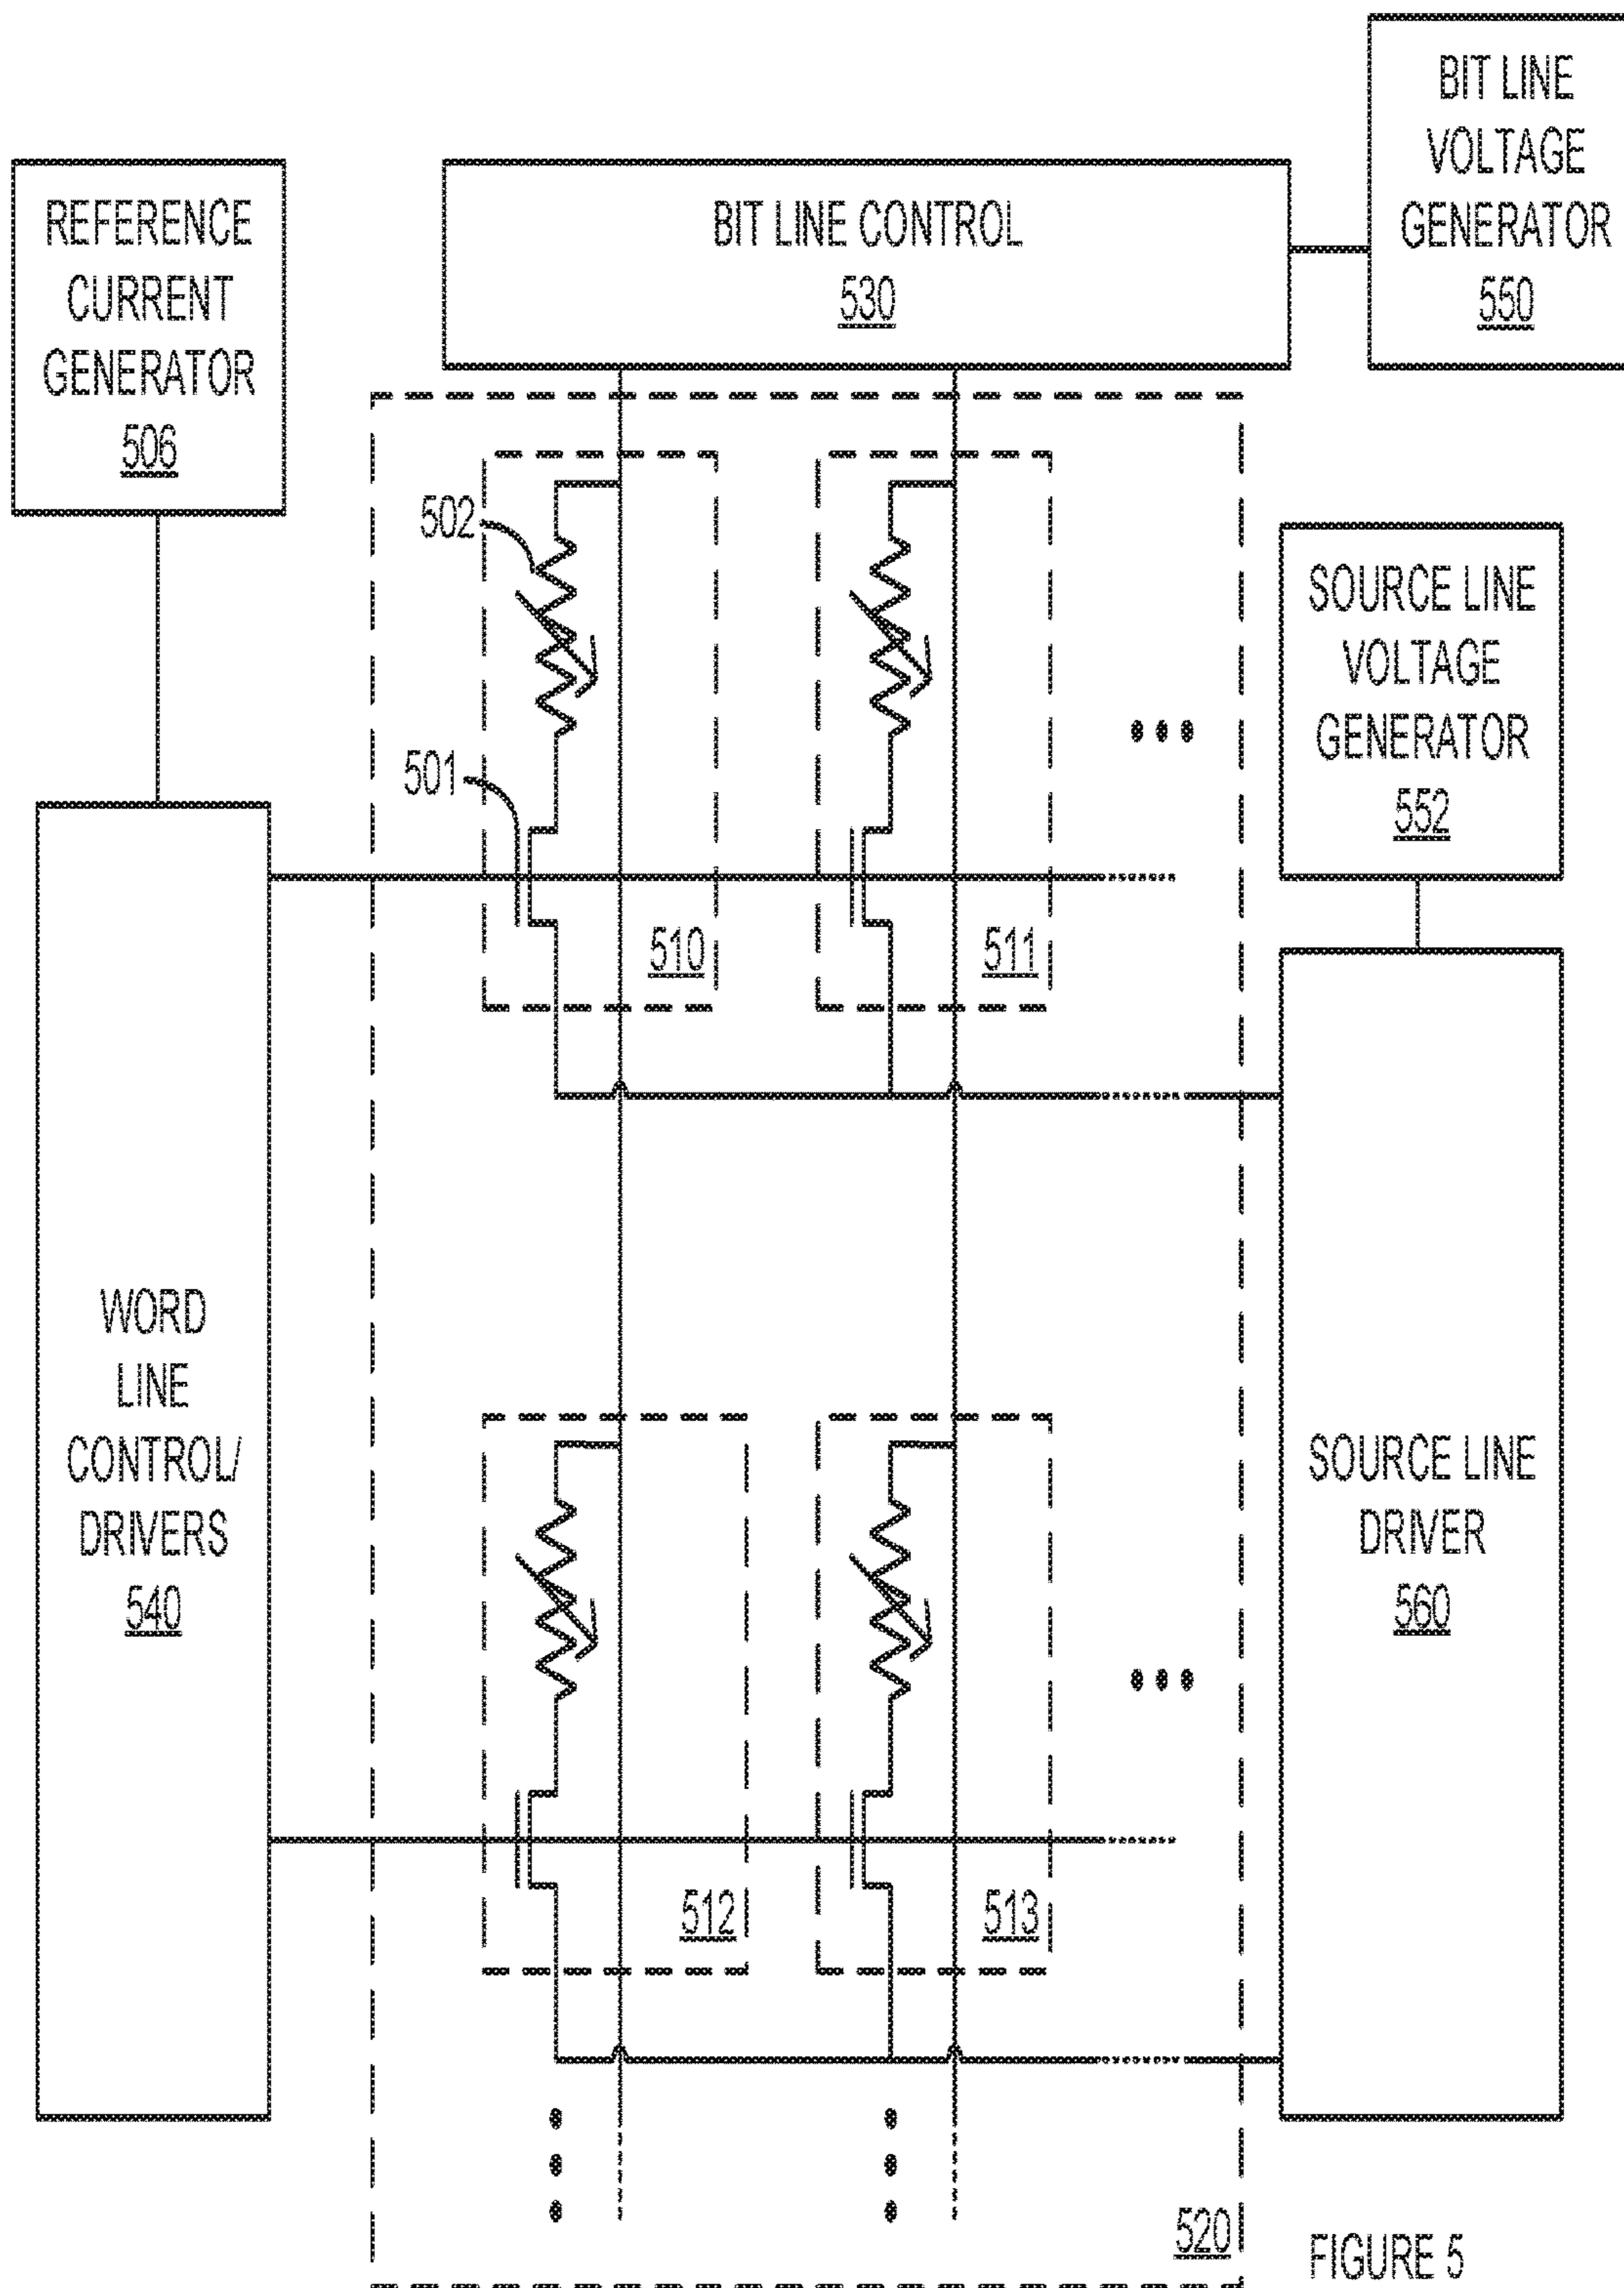 BIT LINE
VOLTAGE
GENERATOR
550
REFERENCE
CURRENT
GENERATOR
506
BIT LINE CONTROL
530
502
501
510
511
SOURCE LINE
VOLTAGE
GENERATOR
552
WORD
LINE
CONTROL/
DRIVERS
540
SOURCE LINE
DRIVER
560
512
513
520
FIGURE 5